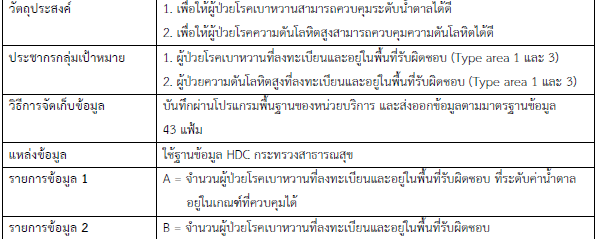 วัตถุประสงค์ 1. เพื่อให้ผู้ป่วยโรคเบาหวานสามารถควบคุมระดับน้ำตาลได้ดี
2. เพื่อให้ผู้ป่วยโรคความดันโลหิตสูงสามารถควบคุมความดันโลหิตได้ดี
ประชากรกลุ่มเป้าหมาย 1. ผู้ป่วยโรคเบาหวานที่ลงทะเบียนและอยู่ในพื้นที่รับผิดชอบ (Type area 1 และ 3)
2. ผู้ป่วยความดันโลหิตสูงที่ลงทะเบียนและอยู่ในพื้นที่รับผิดชอบ (Type area 1 และ 3)
วิธีการจัดเก็บข้อมูล บันทึกผ่านโปรแกรมพื้นฐานของหน่วยบริการ และส่งออกข้อมูลตามมาตรฐานข้อมูล
43 แฟ้ม
แหล่งข้อมูล ใช้ฐานข้อมูล HDC กระทรวงสาธารณสุข
รายการข้อมูล 1 A = จำนวนผู้ป่วยโรคเบาหวานที่ลงทะเบียนและอยู่ในพื้นที่รับผิดชอบ ที่ระดับค่าน้ำตาล
อยู่ในเกณฑ์ที่ควบคุมได้
รายการข้อมูล 2 B = จำนวนผู้ป่วยโรคเบาหวานที่ลงทะเบียนและอยู่ในพื้นที่รับผิดชอบ